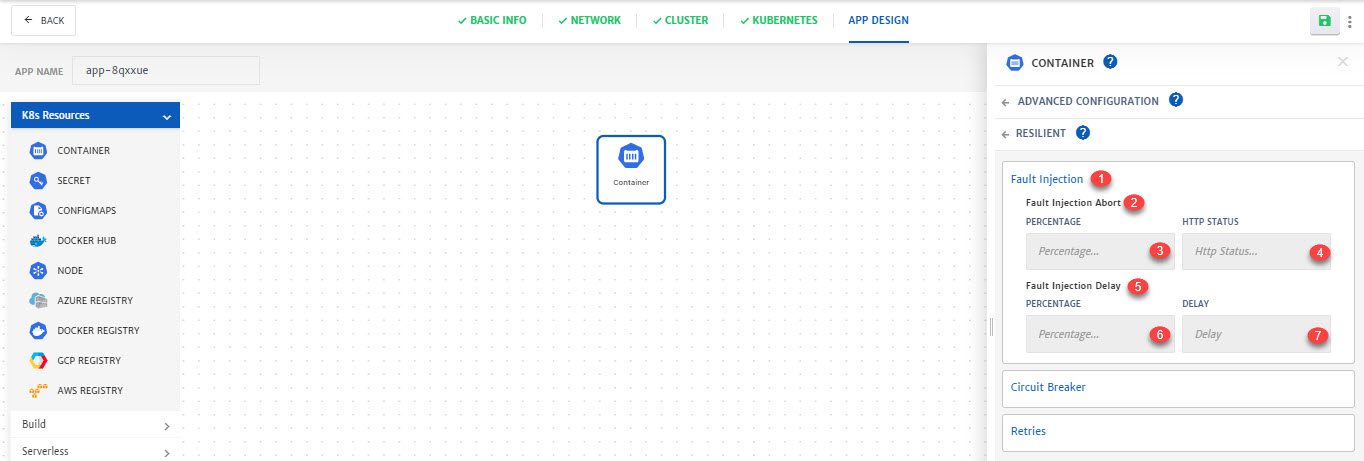 BACK
BASIC INFO
NETWORK
CLUSTER
KUBERNETES
APP DESIGN
APP NAME
app-8qxxue
K8s Resources
CONTAINER
SECRET
CONFIGMAPS
DOCKER HUB
NODE
AZURE REGISTRY
DOCKER REGISTRY
GCP REGISTRY
AWS REGISTRY
Build
Serverless
Container
CONTAINER ?
ADVANCED CONFIGURATION ?
RESILIENT ?
Fault Injection 1
Fault Injection Abort 2
PERCENTAGE HTTP STATUS
Percentage... 3 Http Status... 4
Fault Injection Delay 5
PERCENTAGE DELAY
Percentage... 6 Delay 7
Circuit Breaker
Retries